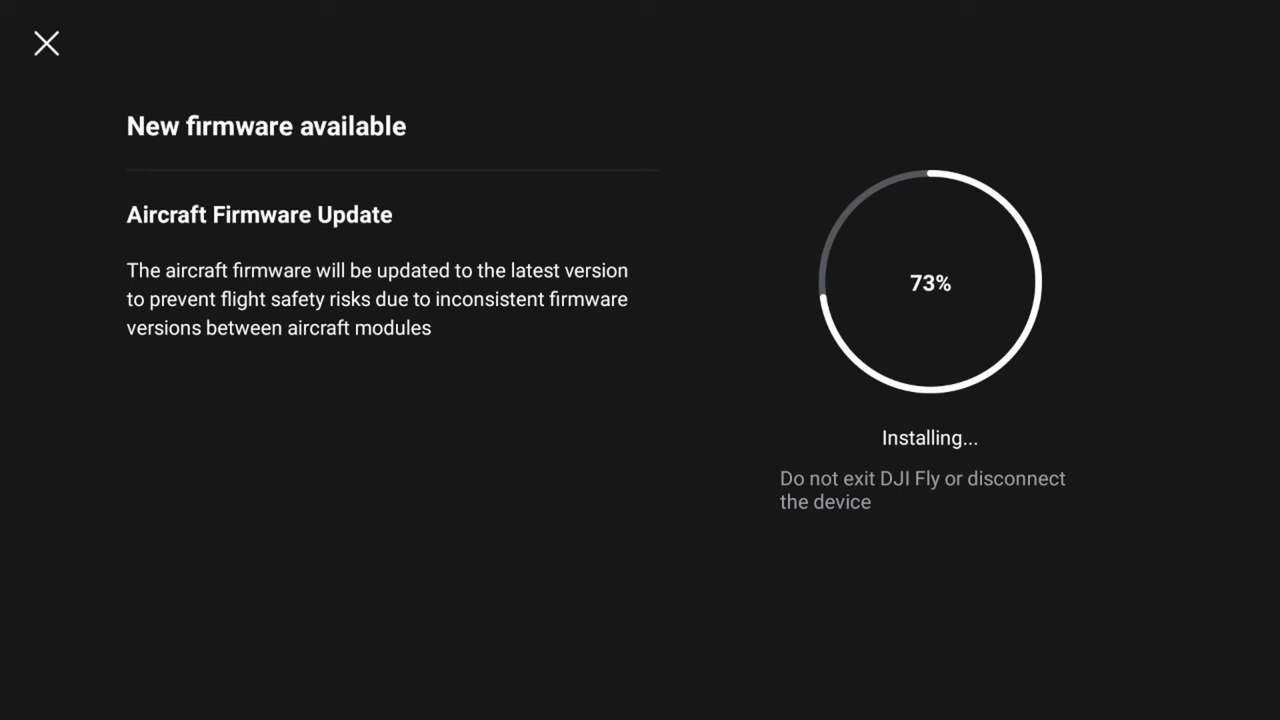 New firmware available
Aircraft Firmware Update
The aircraft firmware will be updated to the latest version
to prevent flight safety risks due to inconsistent firmware
versions between aircraft modules
73%
Installing...
Do not exit DJI Fly or disconnect
the device